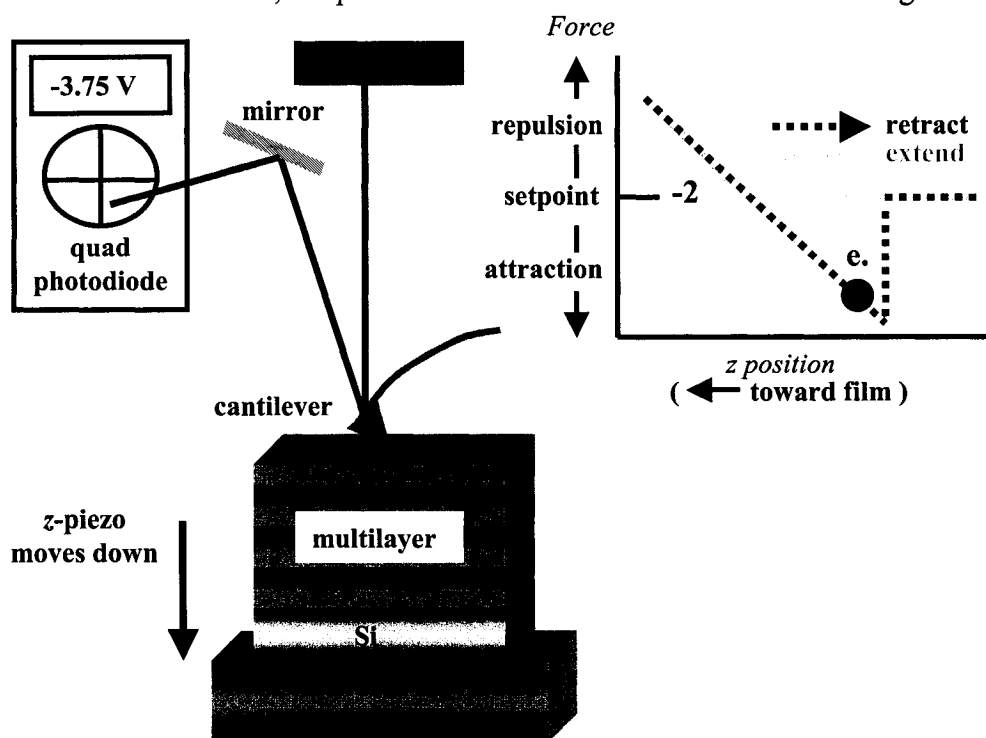 Force
-3.75 V
mirror
repulsion
retract
extend
setpoint
-2
quad
photodiode
attraction
e.
z position
( toward film )
cantilever
z-piezo
moves down
multilayer
Si